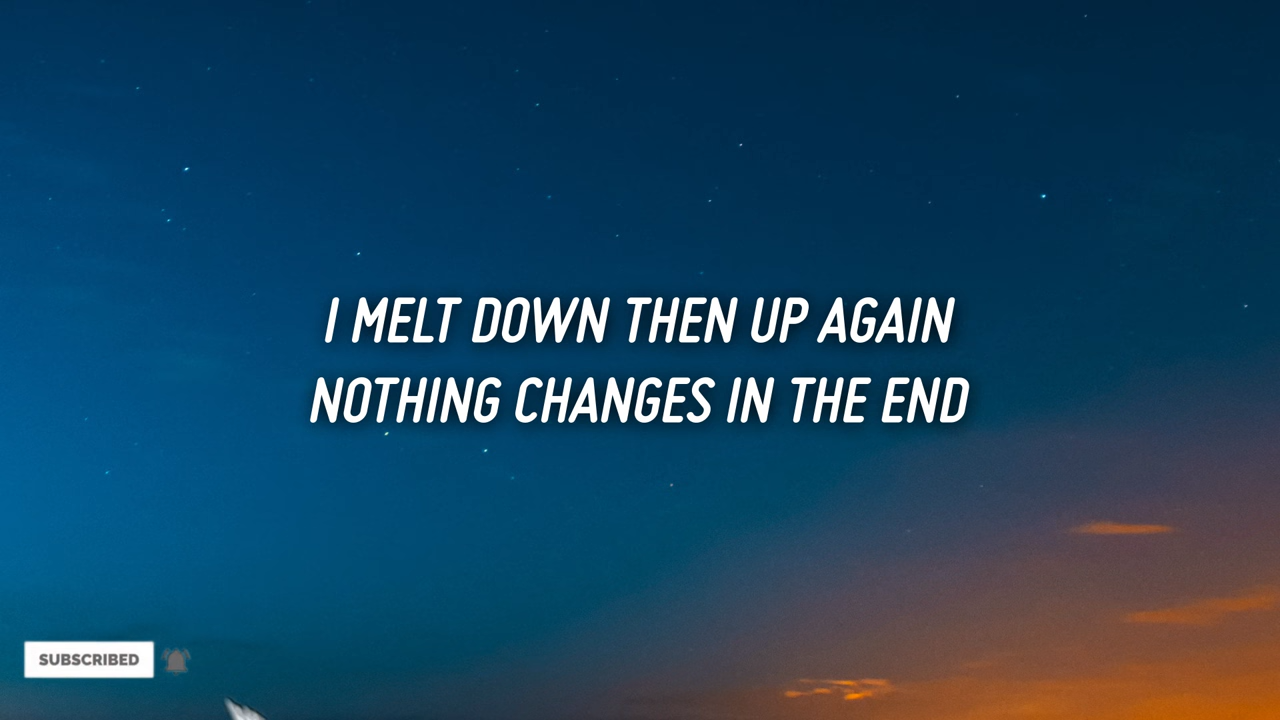 I MELT DOWN THEN UP AGAIN
NOTHING CHANGES IN THE END
SUBSCRIBED